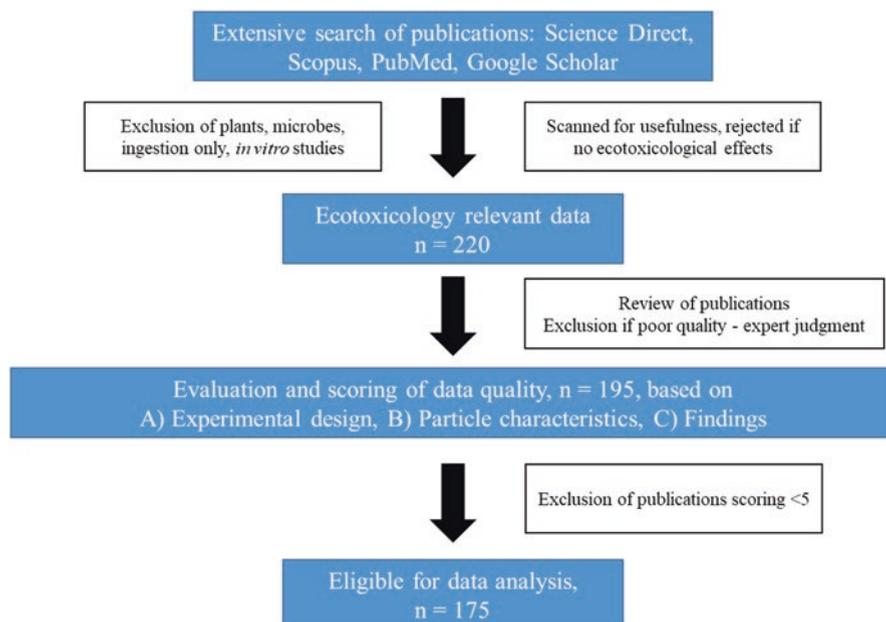 Extensive search of publications: Science Direct,
Scopus, PubMed, Google Scholar
Exclusion of plants, microbes,
ingestion only, in vitro studies
Scanned for usefulness, rejected if
no ecotoxicological effects
Ecotoxicology relevant data
n = 220
Review of publications
Exclusion if poor quality - expert judgment
Evaluation and scoring of data quality, n = 195, based on
A) Experimental design, B) Particle characteristics, C) Findings
Exclusion of publications scoring <5
Eligible for data analysis,
n = 175